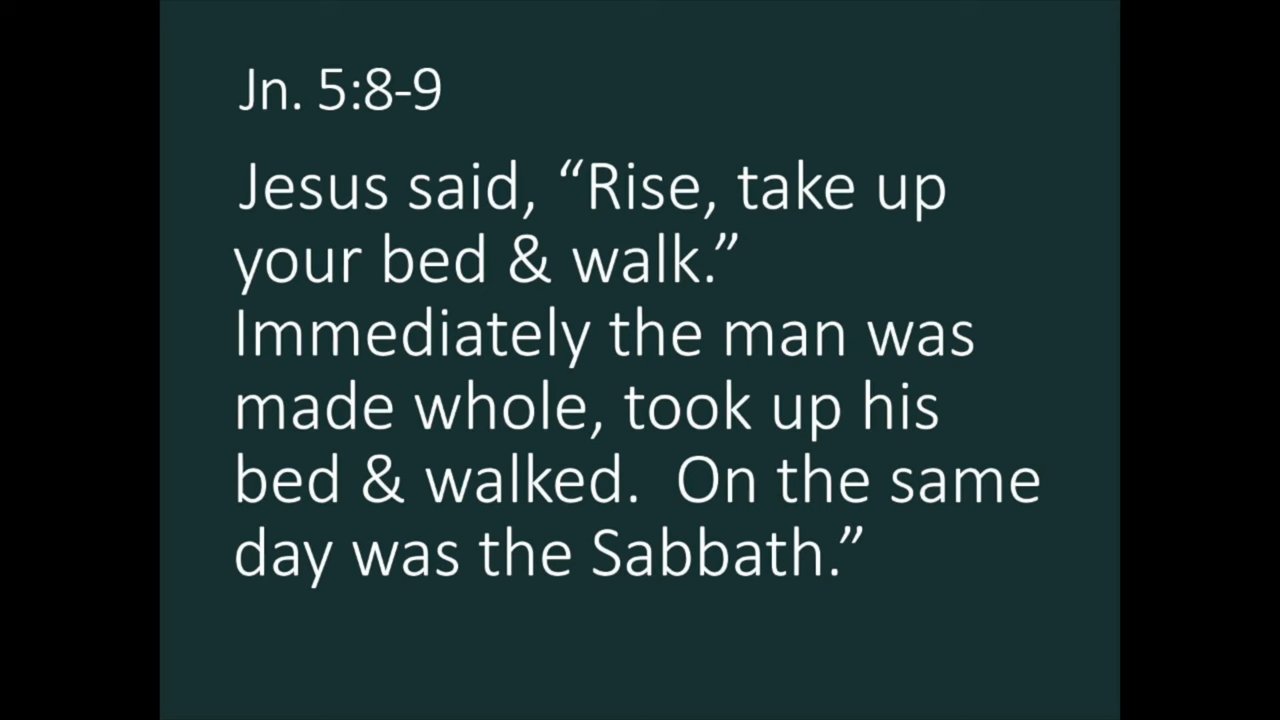 Jn. 5:8-9
Jesus said, “Rise, take up
your bed & walk.”
Immediately the man was
made whole, took up his
bed & walked.  On the same
day was the Sabbath.”